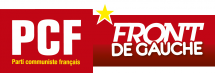 PCF
Parti communiste français
FRONT
DE GAUCHE